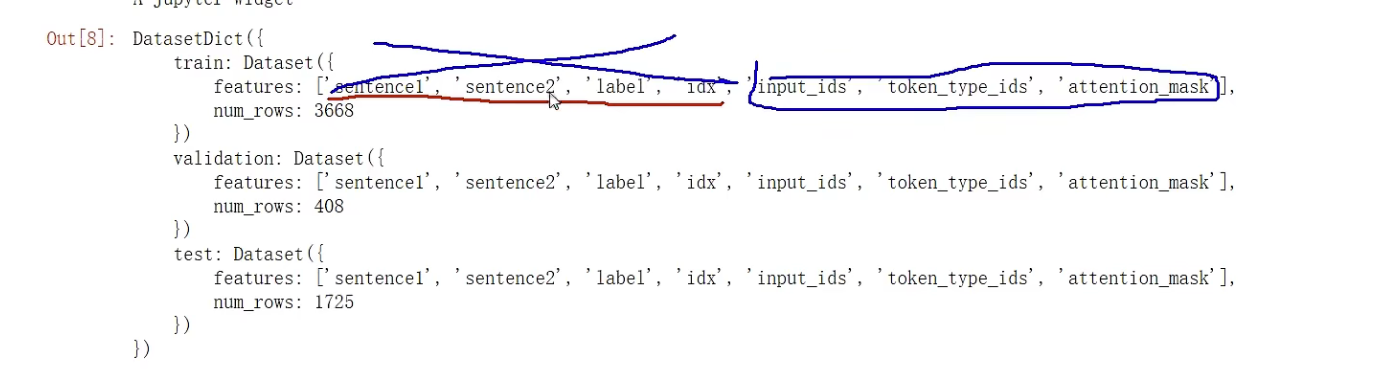 A Jupyter widget
Out[8]: DatasetDict({
train: Dataset({
features: ['sentence1', 'sentence2', 'label', 'idx', 'input_ids', 'token_type_ids', 'attention_mask'],
num_rows: 3668
})
validation: Dataset({
features: ['sentence1', 'sentence2', 'label', 'idx', 'input_ids', 'token_type_ids', 'attention_mask'],
num_rows: 408
})
test: Dataset({
features: ['sentence1', 'sentence2', 'label', 'idx', 'input_ids', 'token_type_ids', 'attention_mask'],
num_rows: 1725
})
})